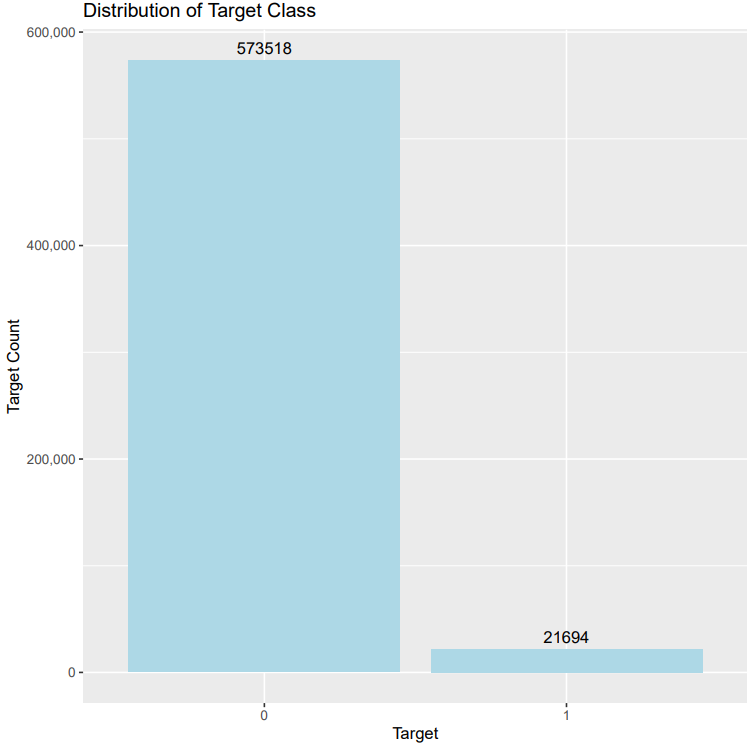 Distribution of Target Class
600,000
573518
400,000
Target Count
200,000
21694
0
0
1
Target